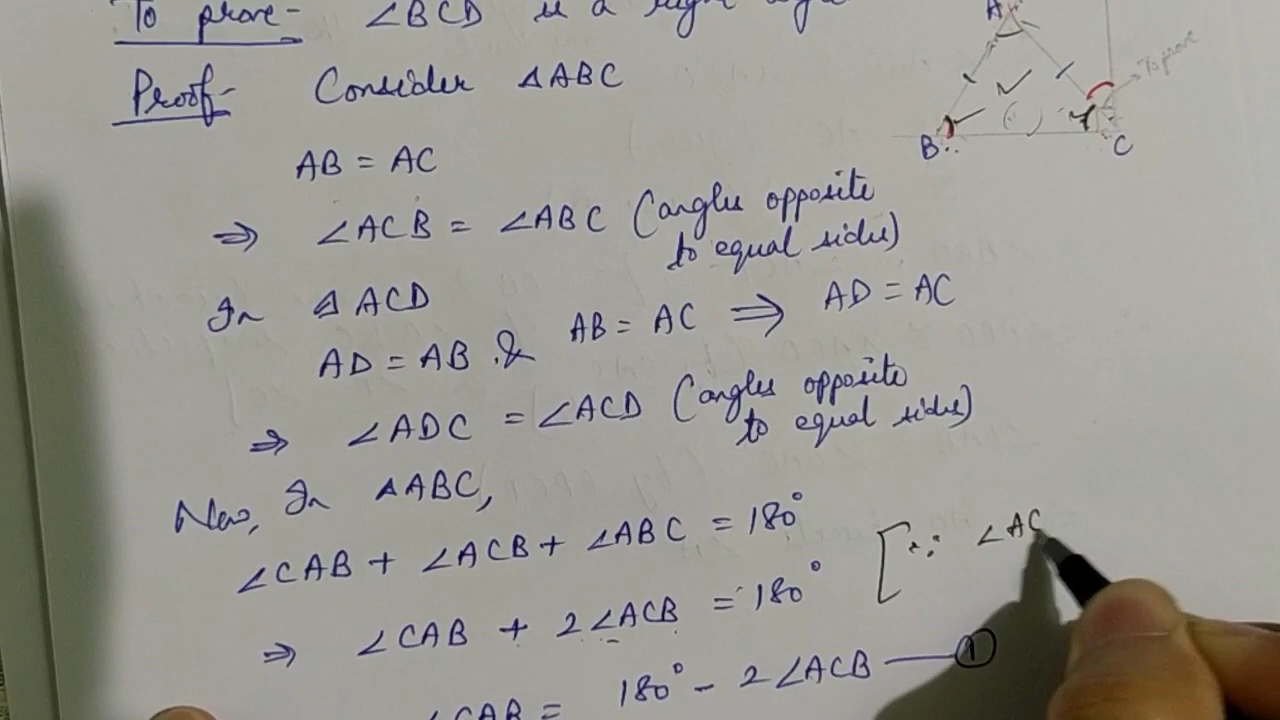 To prove- ∠BCD is a right angle
Proof- Consider ΔABC
AB = AC
⇒ ∠ACB = ∠ABC (angles opposite
to equal sides)
In Δ ACD
AD = AB & AB = AC ⇒ AD = AC
⇒ ∠ADC = ∠ACD (angles opposite
to equal sides)
Now, In ΔABC,
∠CAB + ∠ACB + ∠ABC = 180°
⇒ ∠CAB + 2∠ACB = 180° [∵ ∠AC
∠CAB = 180° - 2∠ACB — ①
A
To prove
B
C